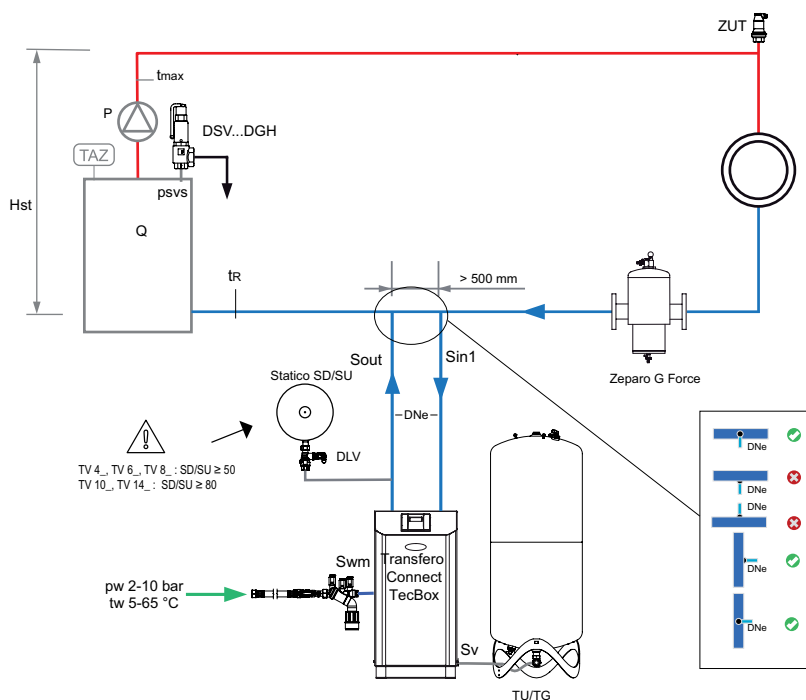 ZUT
tmax
P
DSV...DGH
TAZ
psvs
Hst
Q
> 500 mm
tR
Sout
Sin1
Zeparo G Force
Statico SD/SU
DNe
DLV
TV 4_, TV 6_, TV 8_ : SD/SU ≥ 50
TV 10_, TV 14_ : SD/SU ≥ 80
DNe
DNe
DNe
DNe
DNe
Swm
Transfero
Connect
TecBox
pw 2-10 bar
tw 5-65 °C
Sv
TU/TG